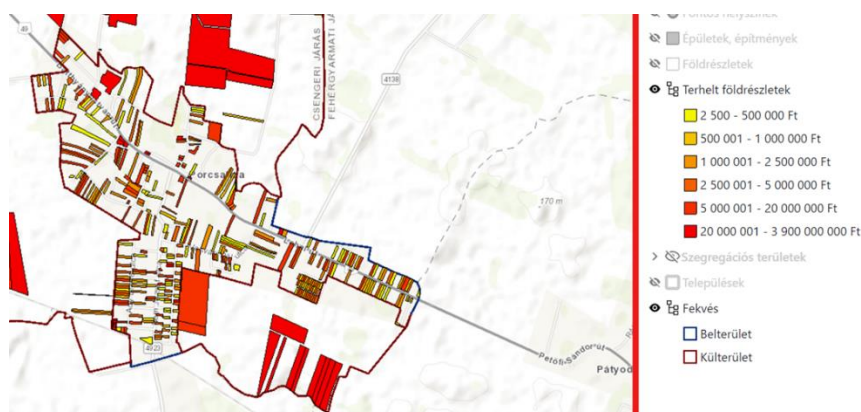 Fontos helyszínek
Épületek, építmények
Földrészletek
Terhelt földrészletek
2 500 - 500 000 Ft
500 001 - 1 000 000 Ft
1 000 001 - 2 500 000 Ft
2 500 001 - 5 000 000 Ft
5 000 001 - 20 000 000 Ft
20 000 001 - 3 900 000 000 Ft
Szegregációs területek
Települések
Fekvés
Belterület
Külterület
49
4138
CSENGERI JÁRÁS
FEHÉRGYARMATI JÁ
170 m
4923
Petőfi-Sándor-út
Pátyod